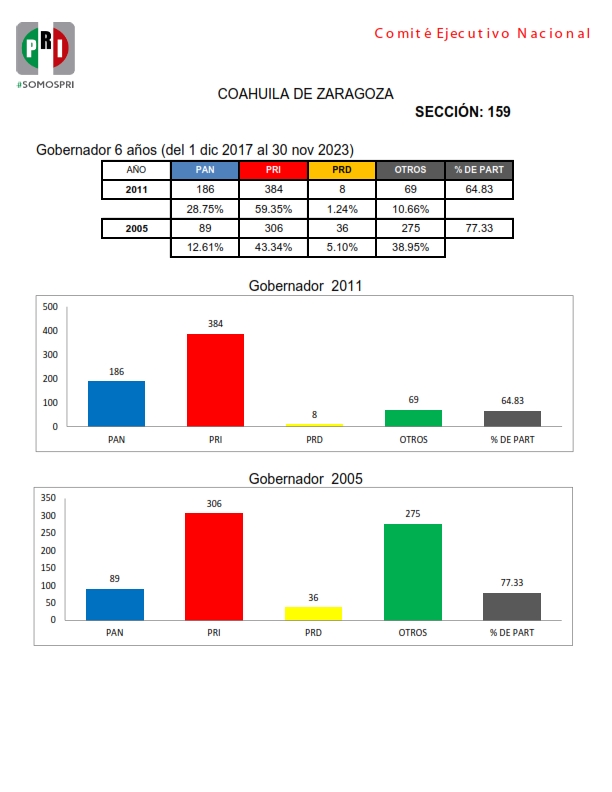 Comité Ejecutivo Nacional
PRI
#SOMOSPRI
COAHUILA DE ZARAGOZA
SECCIÓN: 159
Gobernador 6 años (del 1 dic 2017 al 30 nov 2023)
AÑO PAN PRI PRD OTROS % DE PART
2011 186 384 8 69 64.83
28.75% 59.35% 1.24% 10.66%
2005 89 306 36 275 77.33
12.61% 43.34% 5.10% 38.95%
Gobernador 2011
500
400
300
200
100
0
186 384 8 69 64.83
PAN PRI PRD OTROS % DE PART
Gobernador 2005
350
300
250
200
150
100
50
0
89 306 36 275 77.33
PAN PRI PRD OTROS % DE PART